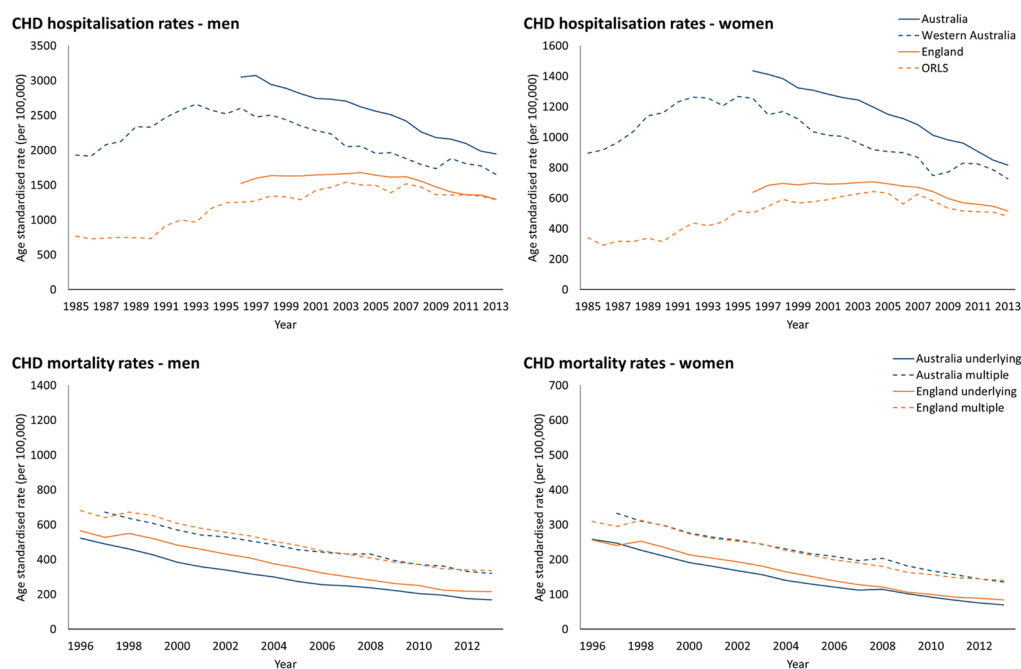 CHD hospitalisation rates - men
Age standardised rate (per 100,000)
3500
3000
2500
2000
1500
1000
500
0
1985 1987 1989 1991 1993 1995 1997 1999 2001 2003 2005 2007 2009 2011 2013
Year
CHD hospitalisation rates - women
Australia
Western Australia
England
ORLS
Age standardised rate (per 100,000)
1600
1400
1200
1000
800
600
400
200
0
1985 1987 1989 1991 1993 1995 1997 1999 2001 2003 2005 2007 2009 2011 2013
Year
CHD mortality rates - men
Age standardised rate (per 100,000)
1400
1200
1000
800
600
400
200
0
1996 1998 2000 2002 2004 2006 2008 2010 2012
Year
CHD mortality rates - women
Australia underlying
Australia multiple
England underlying
England multiple
Age standardised rate (per 100,000)
700
600
500
400
300
200
100
0
1996 1998 2000 2002 2004 2006 2008 2010 2012
Year